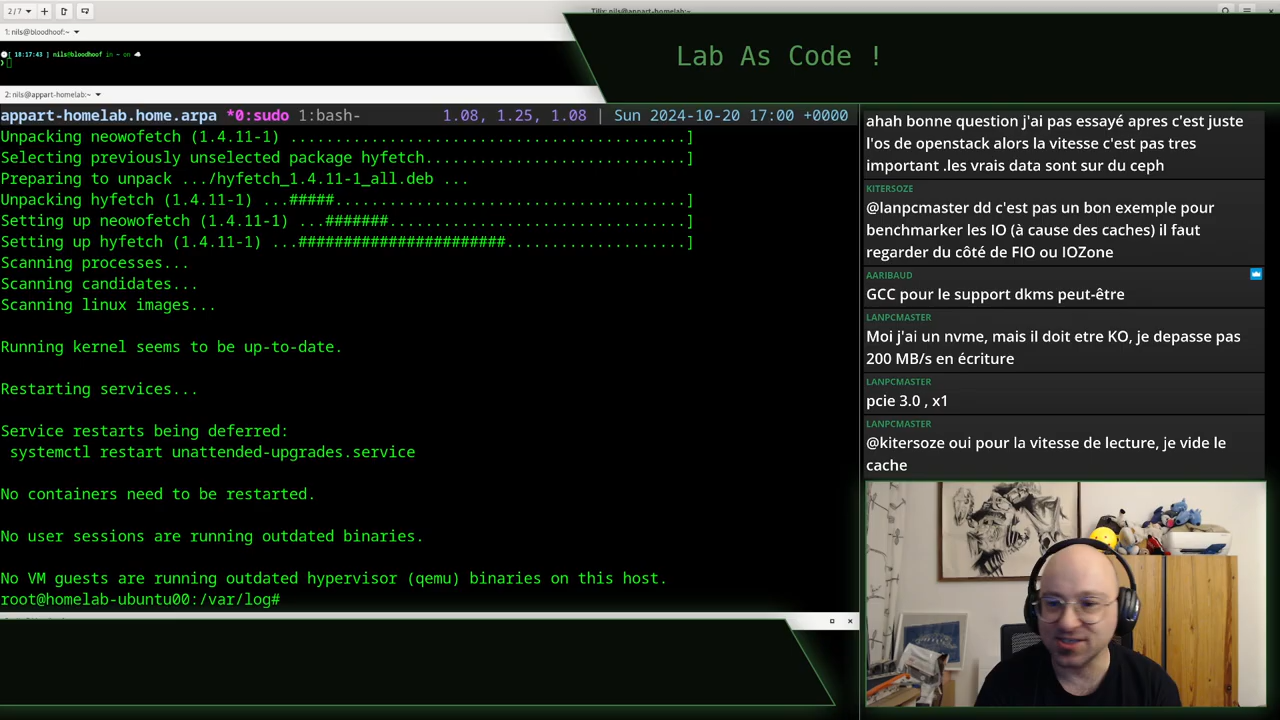 2 / 7
Tilix: nils@appart-homelab:~
1: nils@bloodhoof:~
[ 18:17:43 ] nils@bloodhoof in ~ on
Lab As Code !
2: nils@appart-homelab:~
appart-homelab.home.arpa *0:sudo 1:bash- 1.08, 1.25, 1.08 | Sun 2024-10-20 17:00 +0000
Unpacking neowofetch (1.4.11-1) ............................................]
Selecting previously unselected package hyfetch.............................]
Preparing to unpack .../hyfetch_1.4.11-1_all.deb ...
Unpacking hyfetch (1.4.11-1) ...#####.......................................]
Setting up neowofetch (1.4.11-1) ...#######.................................]
Setting up hyfetch (1.4.11-1) ...#######################....................]
Scanning processes...
Scanning candidates...
Scanning linux images...
Running kernel seems to be up-to-date.
Restarting services...
Service restarts being deferred:
systemctl restart unattended-upgrades.service
No containers need to be restarted.
No user sessions are running outdated binaries.
No VM guests are running outdated hypervisor (qemu) binaries on this host.
root@homelab-ubuntu00:/var/log#
ahah bonne question j'ai pas essayé apres c'est juste
l'os de openstack alors la vitesse c'est pas tres
important .les vrais data sont sur du ceph
KITERSOZE
@lanpcmaster dd c'est pas un bon exemple pour
benchmarker les IO (à cause des caches) il faut
regarder du côté de FIO ou IOZone
AARIBAUD
GCC pour le support dkms peut-être
LANPCMASTER
Moi j'ai un nvme, mais il doit etre KO, je depasse pas
200 MB/s en écriture
LANPCMASTER
pcie 3.0 , x1
LANPCMASTER
@kitersoze oui pour la vitesse de lecture, je vide le
cache